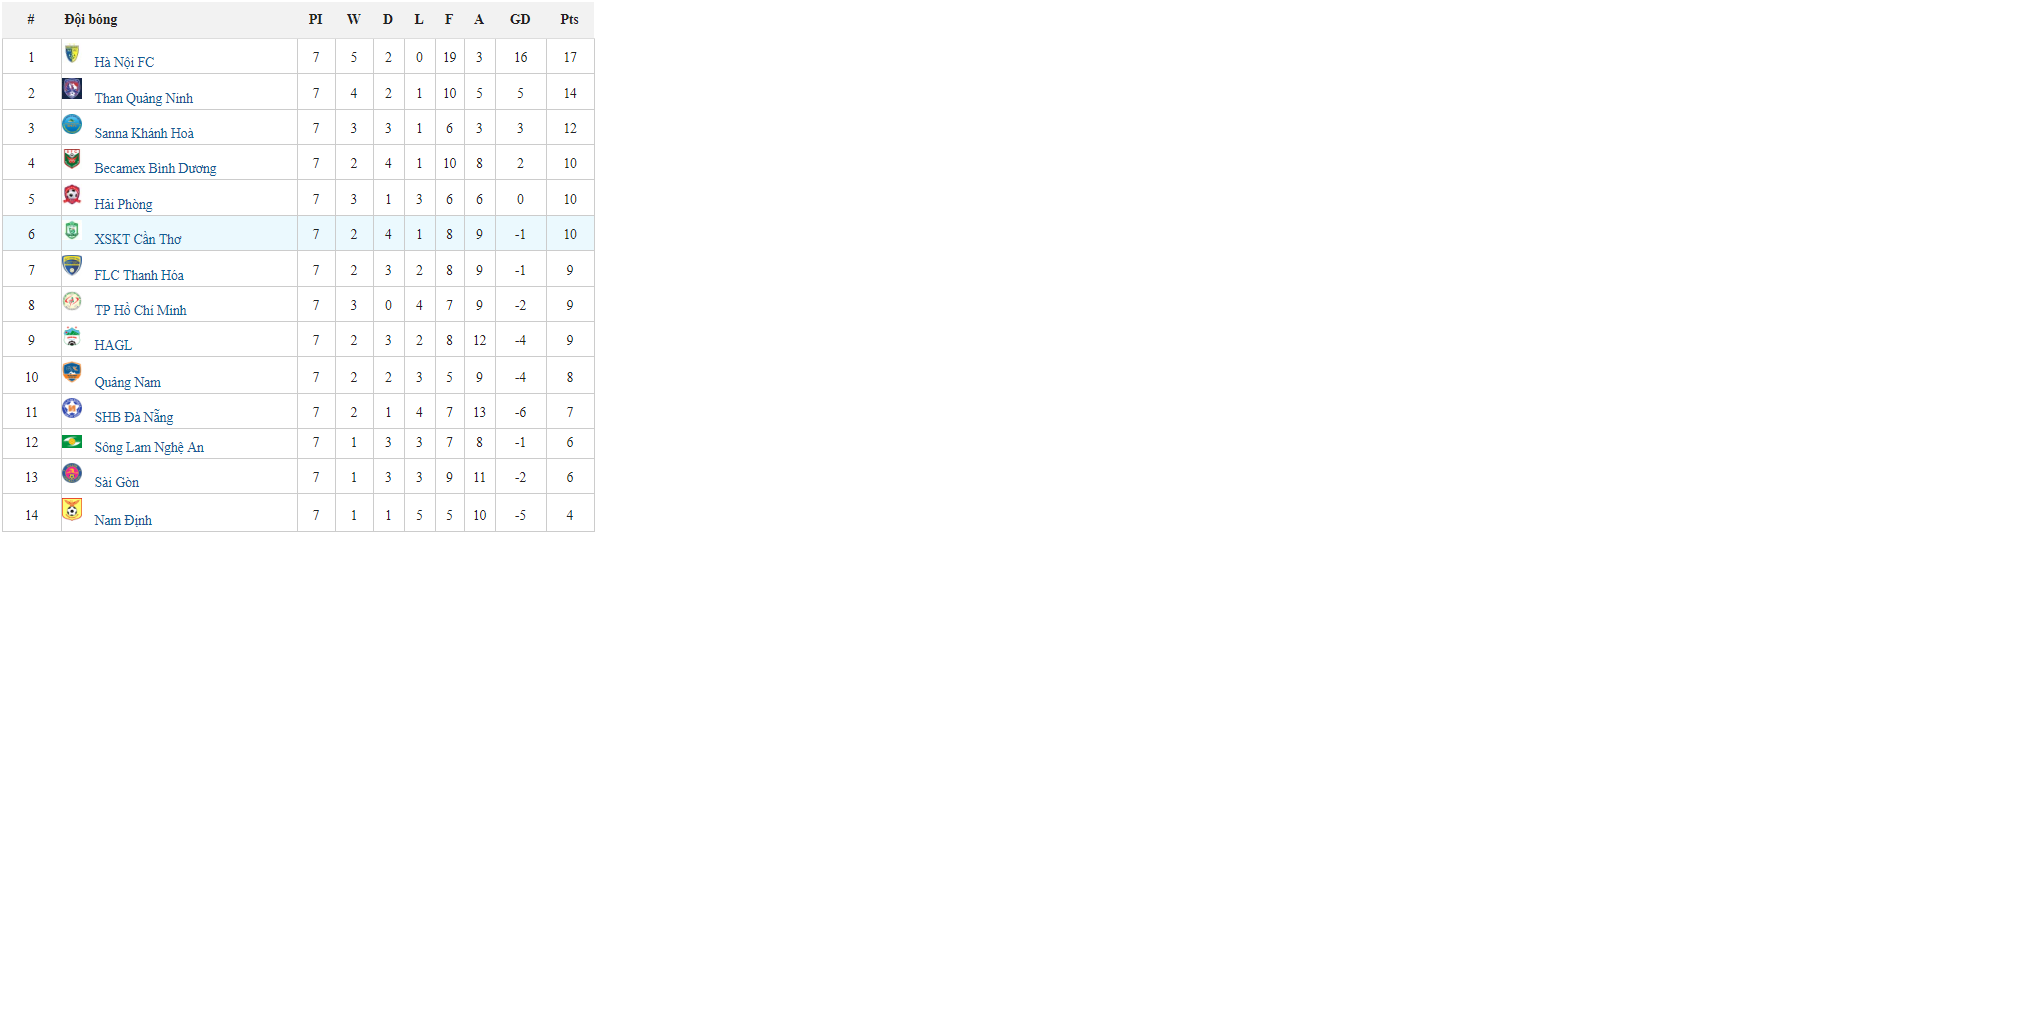 # Đội bóng PI W D L F A GD Pts
1 Hà Nội FC 7 5 2 0 19 3 16 17
2 Than Quảng Ninh 7 4 2 1 10 5 5 14
3 Sanna Khánh Hoà 7 3 3 1 6 3 3 12
4 Becamex Bình Dương 7 2 4 1 10 8 2 10
5 Hải Phòng 7 3 1 3 6 6 0 10
6 XSKT Cần Thơ 7 2 4 1 8 9 -1 10
7 FLC Thanh Hóa 7 2 3 2 8 9 -1 9
8 TP Hồ Chí Minh 7 3 0 4 7 9 -2 9
9 HAGL 7 2 3 2 8 12 -4 9
10 Quảng Nam 7 2 2 3 5 9 -4 8
11 SHB Đà Nẵng 7 2 1 4 7 13 -6 7
12 Sông Lam Nghệ An 7 1 3 3 7 8 -1 6
13 Sài Gòn 7 1 3 3 9 11 -2 6
14 Nam Định 7 1 1 5 5 10 -5 4